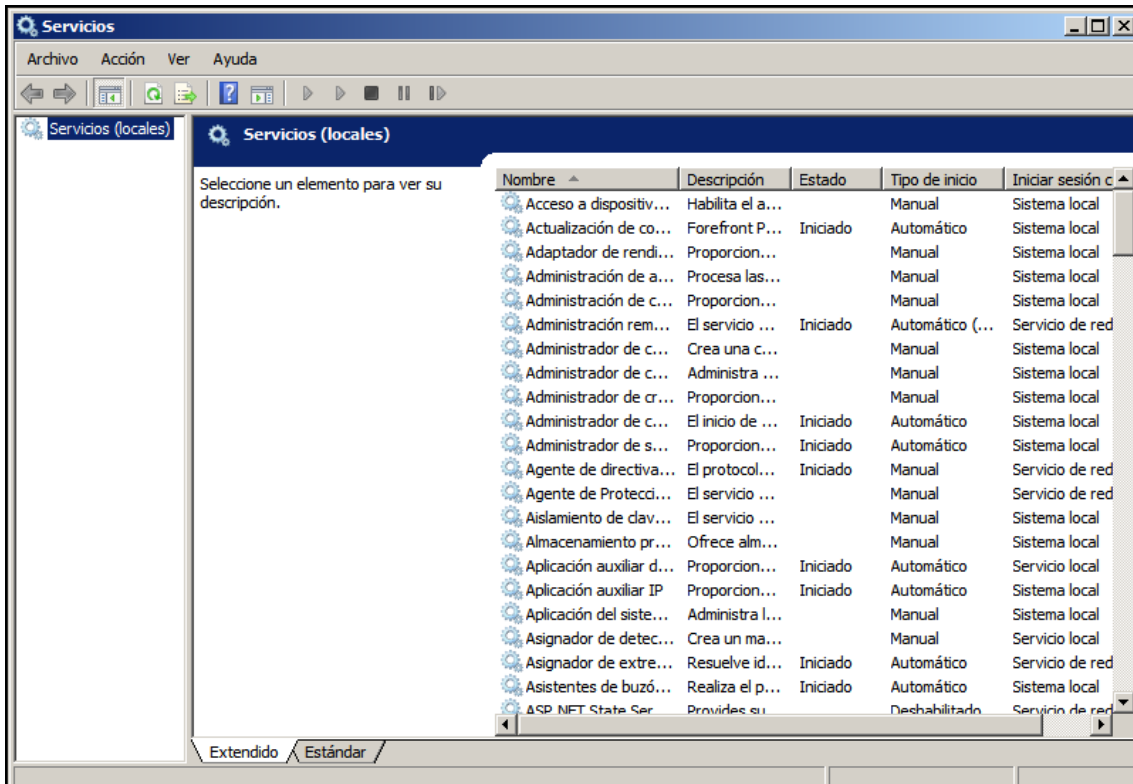 Servicios
Archivo Acción Ver Ayuda
Servicios (locales)
Servicios (locales)
Seleccione un elemento para ver su
descripción.
Nombre Descripción Estado Tipo de inicio Iniciar sesión c
Acceso a dispositiv... Habilita el a... Manual Sistema local
Actualización de co... Forefront P... Iniciado Automático Sistema local
Adaptador de rendi... Proporcion... Manual Sistema local
Administración de a... Procesa las... Manual Sistema local
Administración de c... Proporcion... Manual Sistema local
Administración rem... El servicio ... Iniciado Automático (... Servicio de red
Administrador de c... Crea una c... Manual Sistema local
Administrador de c... Administra ... Manual Sistema local
Administrador de cr... Proporcion... Manual Sistema local
Administrador de c... El inicio de ... Iniciado Automático Sistema local
Administrador de s... Proporcion... Iniciado Automático Sistema local
Agente de directiva... El protocol... Iniciado Manual Servicio de red
Agente de Protecci... El servicio ... Manual Servicio de red
Aislamiento de clav... El servicio ... Manual Sistema local
Almacenamiento pr... Ofrece alm... Manual Sistema local
Aplicación auxiliar d... Proporcion... Iniciado Automático Servicio local
Aplicación auxiliar IP Proporcion... Iniciado Automático Sistema local
Aplicación del siste... Administra l... Manual Sistema local
Asignador de detec... Crea un ma... Manual Servicio local
Asignador de extre... Resuelve id... Iniciado Automático Servicio de red
Asistentes de buzó... Realiza el p... Iniciado Automático Sistema local
ASP.NET State Ser... Provides su... Deshabilitado Servicio de red
Extendido Estándar